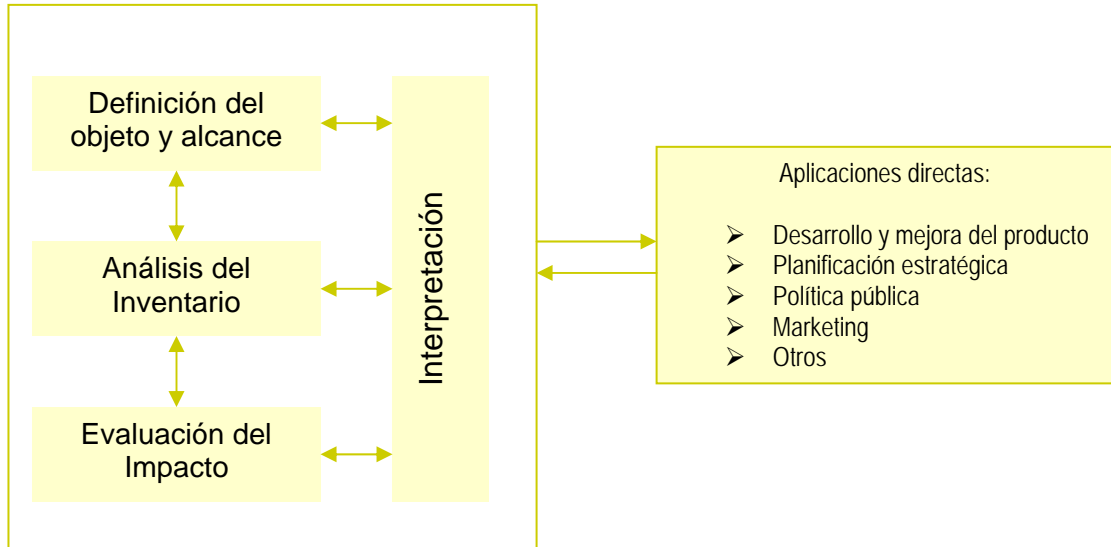 Definición del
objeto y alcance
Análisis del
Inventario
Evaluación del
Impacto
Interpretación
Aplicaciones directas:
➢ Desarrollo y mejora del producto
➢ Planificación estratégica
➢ Política pública
➢ Marketing
➢ Otros